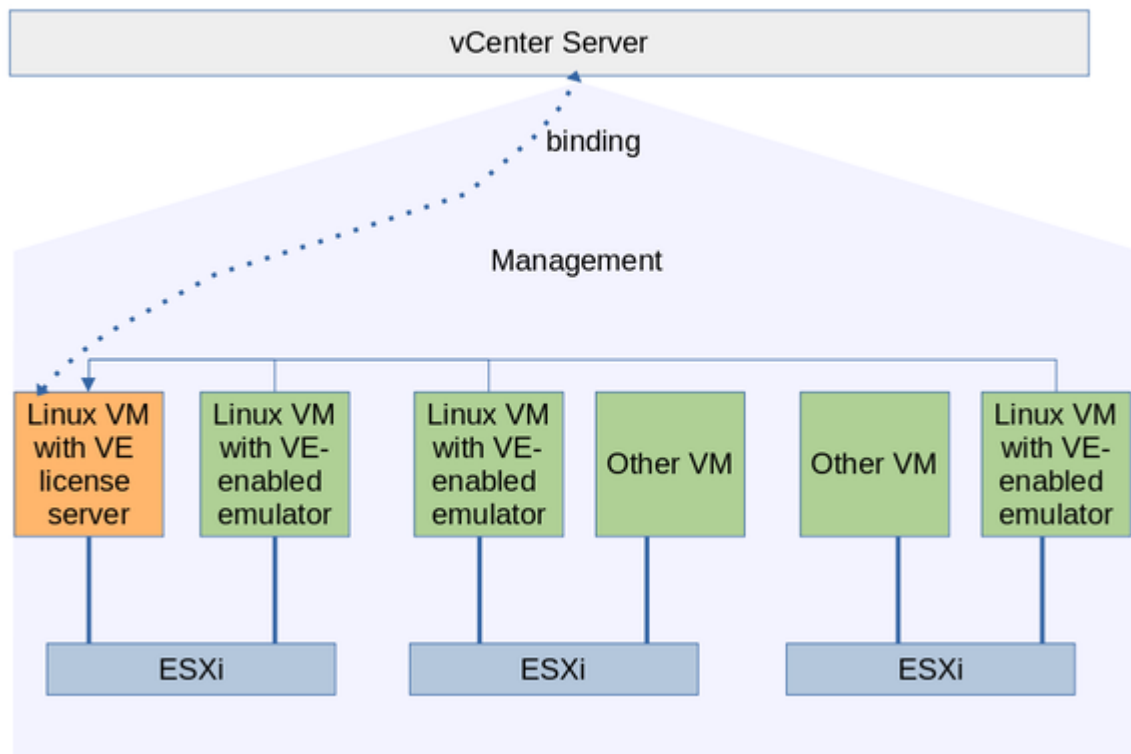 vCenter Server
binding
Management
Linux VM
with VE
license
server
Linux VM
with VE-
enabled
emulator
Linux VM
with VE-
enabled
emulator
Other VM
Other VM
Linux VM
with VE-
enabled
emulator
ESXi
ESXi
ESXi